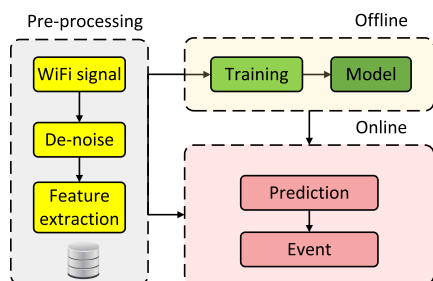 Pre-processing
WiFi signal
De-noise
Feature
extraction
Offline
Training
Model
Online
Prediction
Event